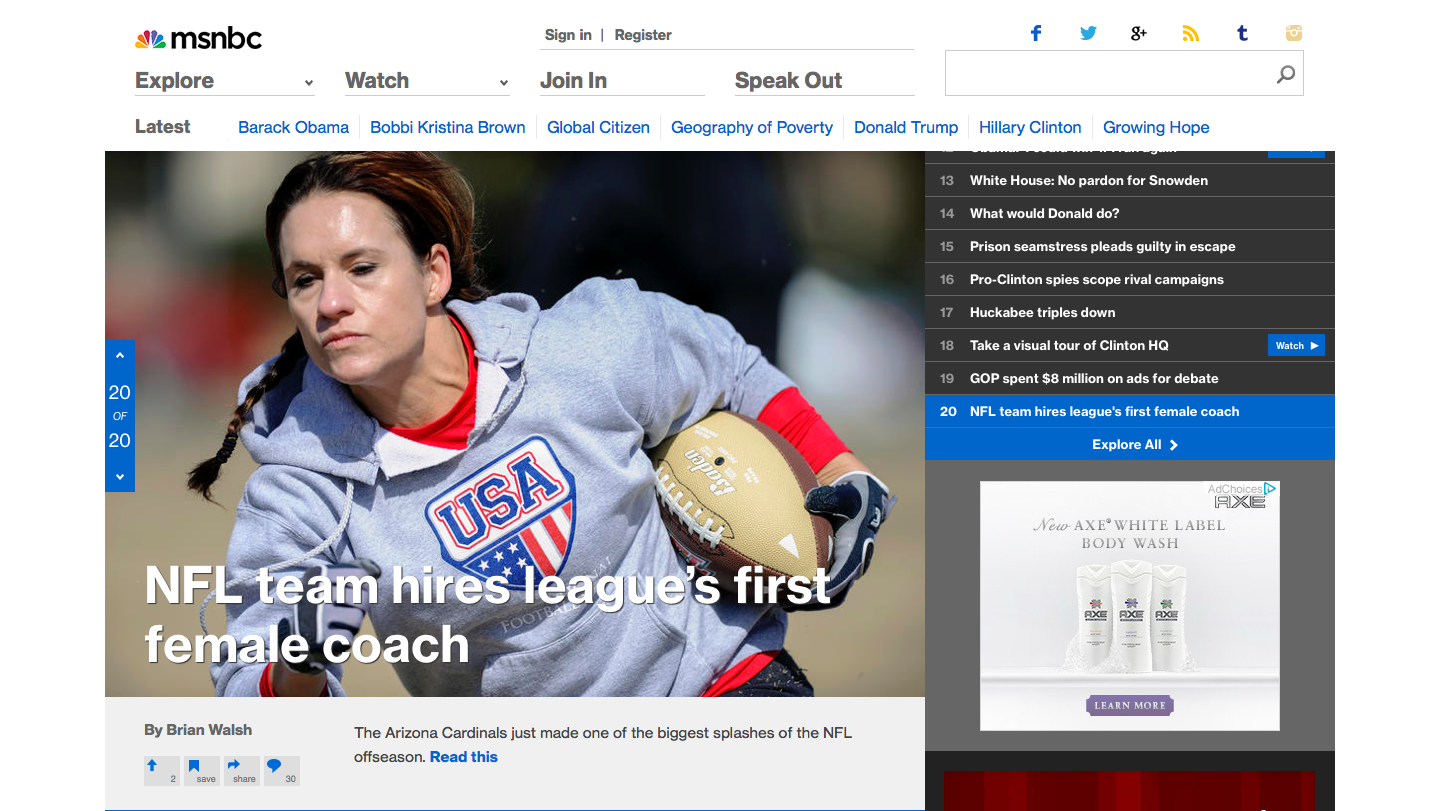 msnbc
Sign in | Register
Explore
Watch
Join In
Speak Out
Latest
Barack Obama
Bobbi Kristina Brown
Global Citizen
Geography of Poverty
Donald Trump
Hillary Clinton
Growing Hope
13 White House: No pardon for Snowden
14 What would Donald do?
15 Prison seamstress pleads guilty in escape
16 Pro-Clinton spies scope rival campaigns
17 Huckabee triples down
18 Take a visual tour of Clinton HQ Watch
19 GOP spent $8 million on ads for debate
20 NFL team hires league's first female coach
Explore All
20
OF
20
USA
Baden
NFL team hires league's first
female coach
By Brian Walsh
2 save share 30
The Arizona Cardinals just made one of the biggest splashes of the NFL
offseason. Read this
AdChoices
AXE
New AXE® WHITE LABEL
BODY WASH
AXE AXE AXE
LEARN MORE